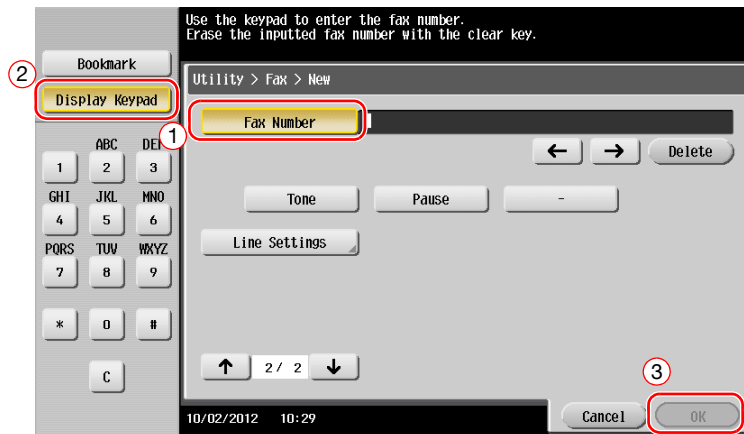 Use the keypad to enter the fax number.
Erase the inputted fax number with the clear key.
2
Bookmark
Display Keypad
Utility > Fax > New
1
Fax Number
ABC DEF
1 2 3
← → Delete
GHI JKL MNO
4 5 6
Tone Pause -
PQRS TUV WXYZ
7 8 9
Line Settings
* 0 #
↑ 2/ 2 ↓
C
3
10/02/2012 10:29
Cancel OK